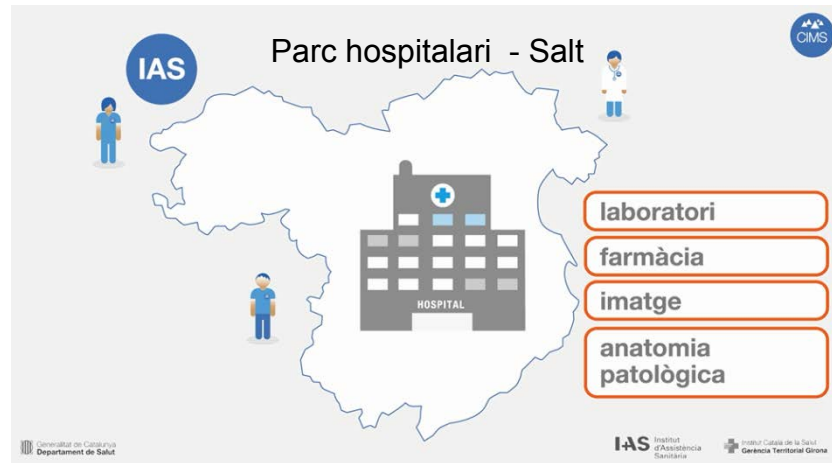 Parc hospitalari - Salt
CIMS
IAS
laboratori
farmàcia
imatge
HOSPITAL
anatomia
patològica
Generalitat de Catalunya
Departament de Salut
IAS
Institut
d'Assistència
Sanitària
Institut Català de la Salut
Gerència Territorial Girona